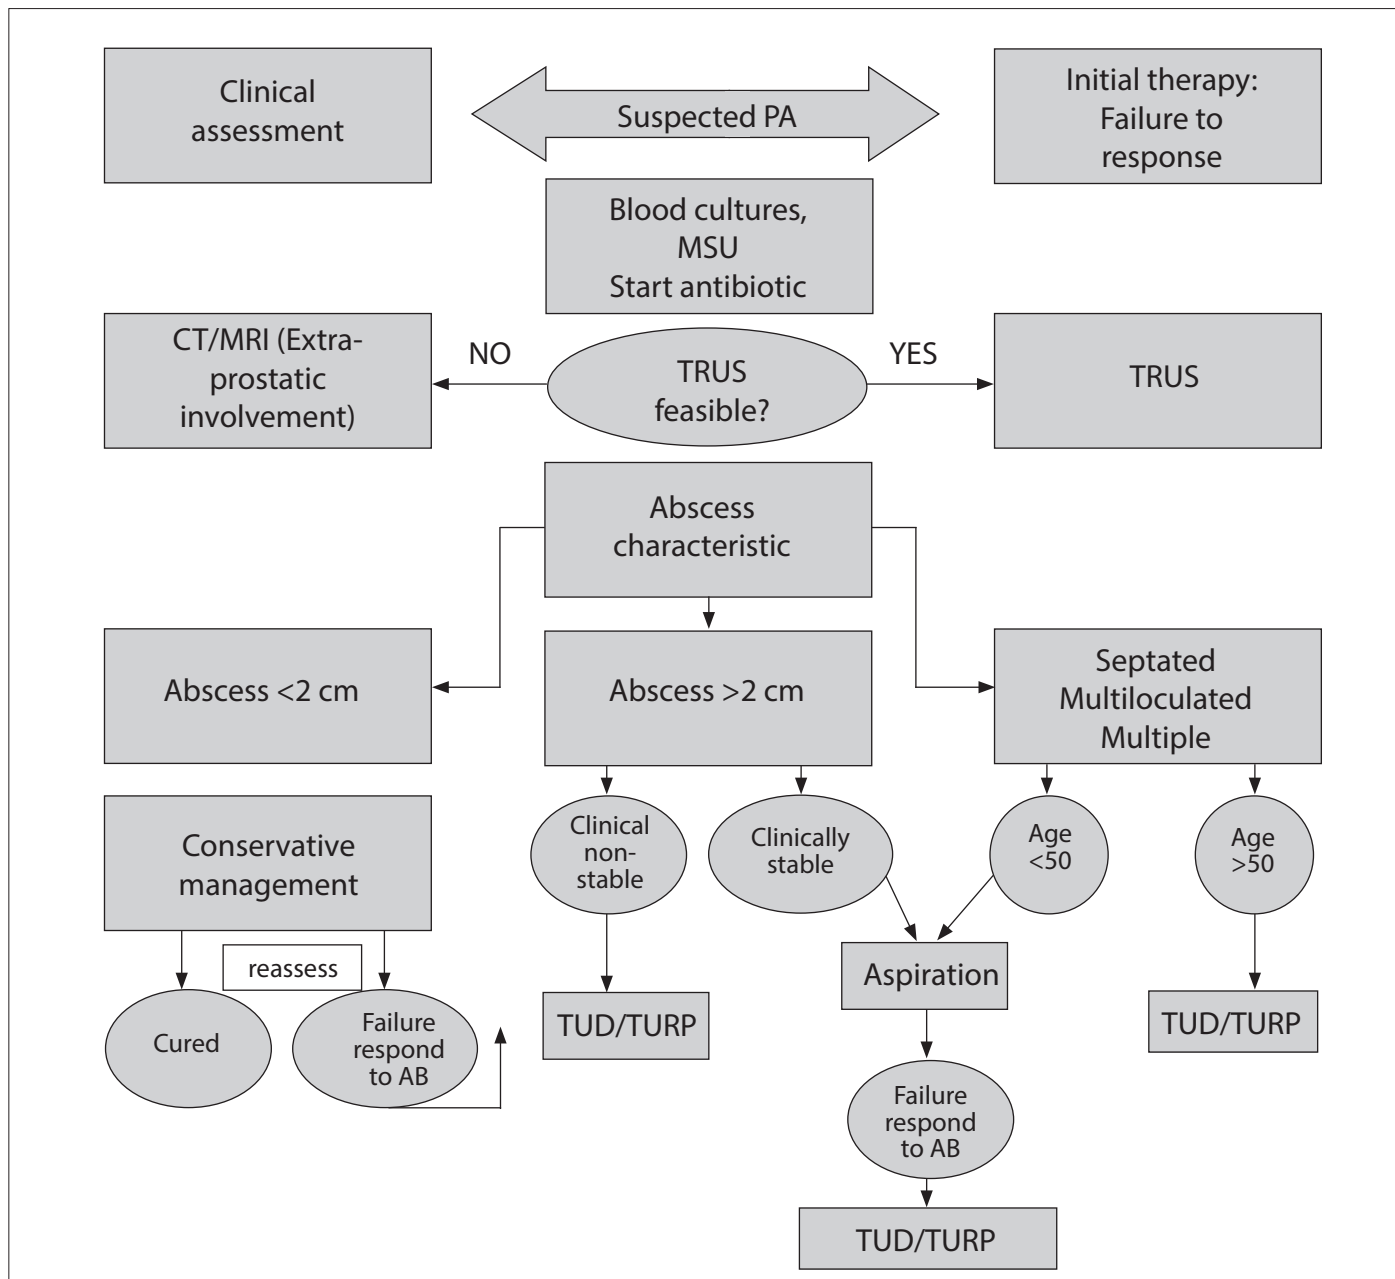 Clinical
assessment
Suspected PA
Initial therapy:
Failure to
response
Blood cultures,
MSU
Start antibiotic
CT/MRI (Extra-
prostatic
involvement)
NO
TRUS
feasible?
YES
TRUS
Abscess
characteristic
Abscess <2 cm
Abscess >2 cm
Septated
Multiloculated
Multiple
Conservative
management
Clinical
non-
stable
Clinically
stable
Age
<50
Age
>50
reassess
Cured
Failure
respond
to AB
TUD/TURP
Aspiration
TUD/TURP
Failure
respond
to AB
TUD/TURP